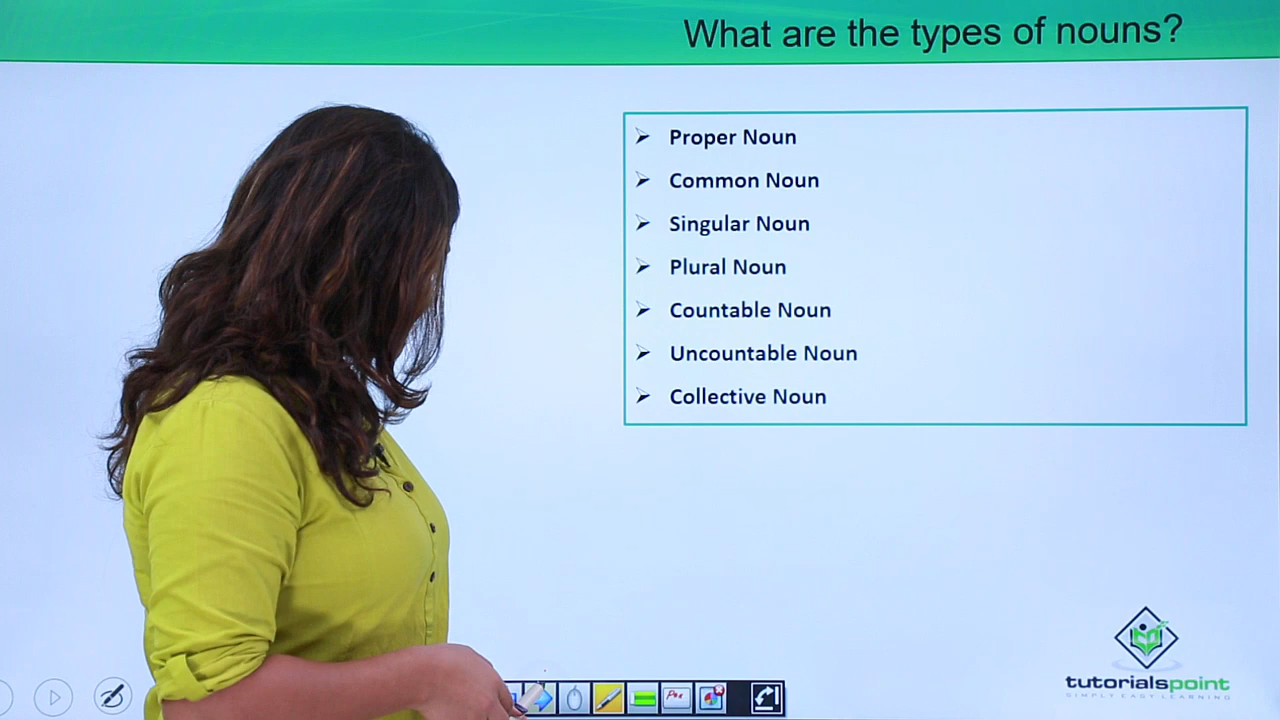 What are the types of nouns?
Proper Noun
Common Noun
Singular Noun
Plural Noun
Countable Noun
Uncountable Noun
Collective Noun
Pen
tutorialspoint
SIMPLY EASY LEARNING